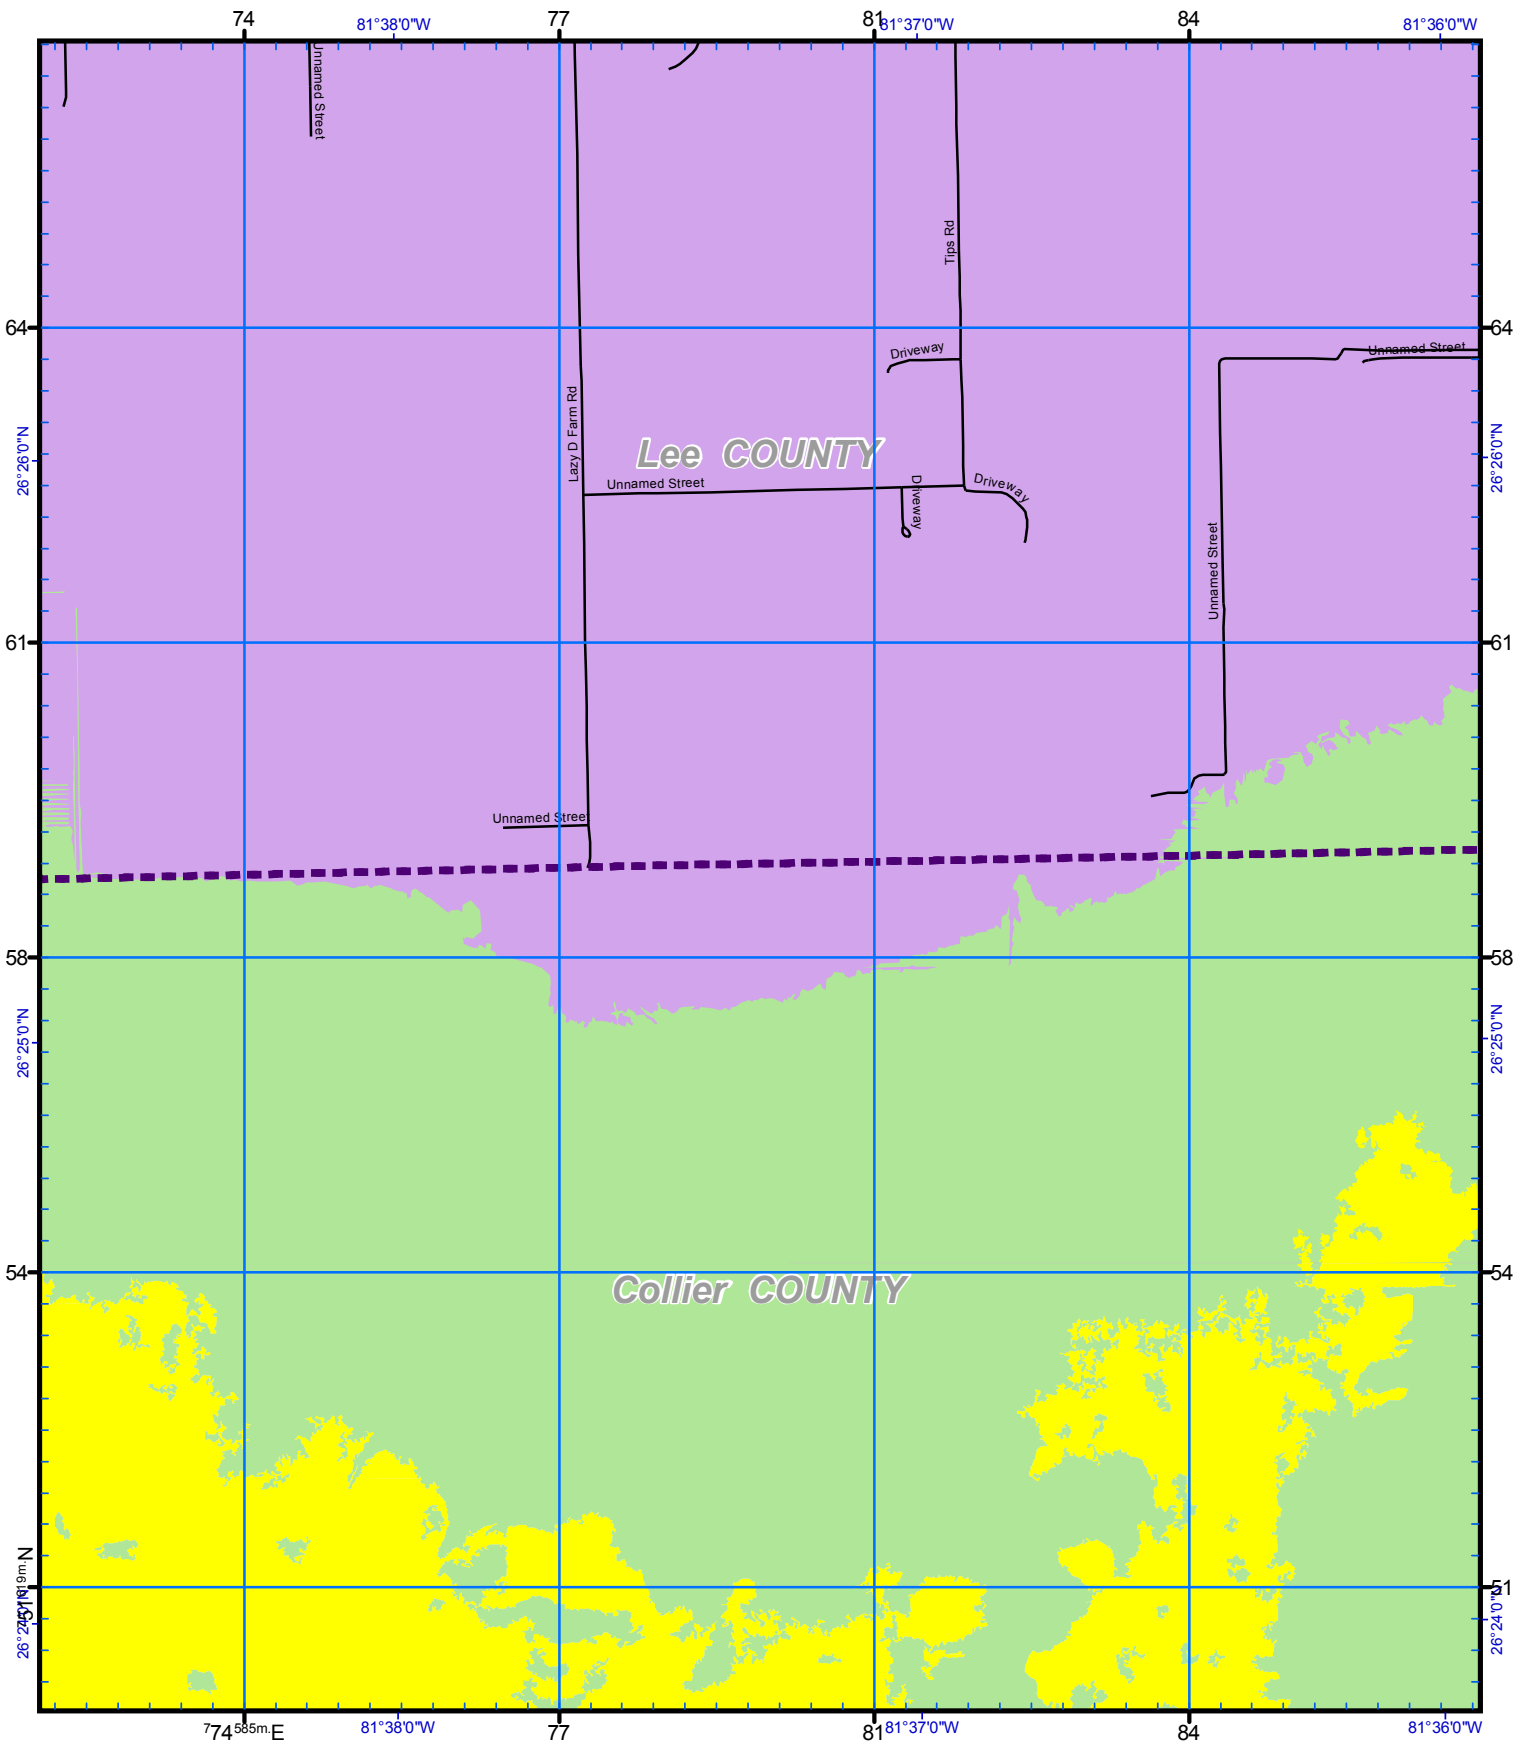 74 77 81 84
81°38'0"W 81°37'0"W 81°36'0"W
Unnamed Street
Tips Rd
64 64
Driveway
Unnamed Street
Lazy D Farm Rd
26°26'0"N
Lee COUNTY
26°26'0"N
Unnamed Street
Driveway
Driveway
Unnamed Street
61 61
Unnamed Street
58 58
26°25'0"N 26°25'0"N
54 54
Collier COUNTY
51
26°24'0"N
774585m.E 77 81 84
81°38'0"W 81°37'0"W 81°36'0"W